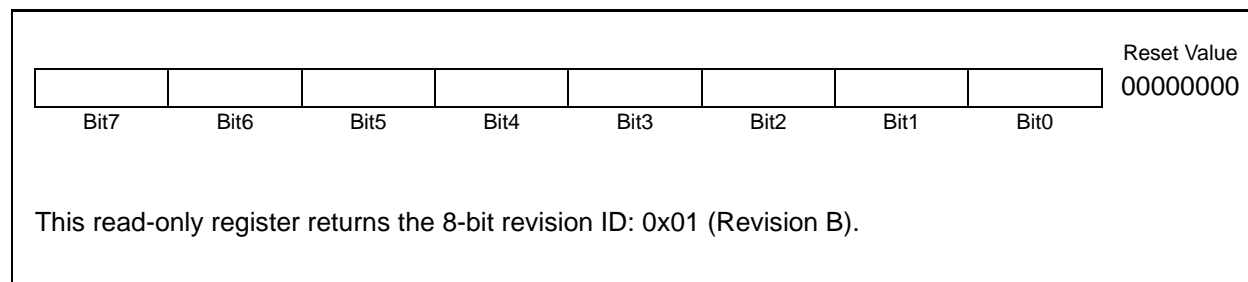 Reset Value
00000000
Bit7 Bit6 Bit5 Bit4 Bit3 Bit2 Bit1 Bit0
This read-only register returns the 8-bit revision ID: 0x01 (Revision B).